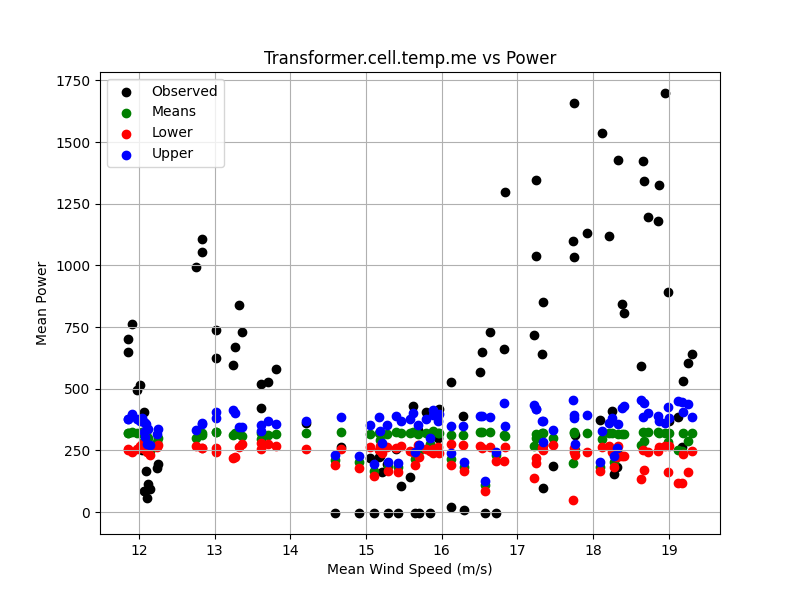 Transformer.cell.temp.me vs Power
Observed
Means
Lower
Upper
1750
1500
1250
1000
750
500
250
0
Mean Power
12 13 14 15 16 17 18 19
Mean Wind Speed (m/s)